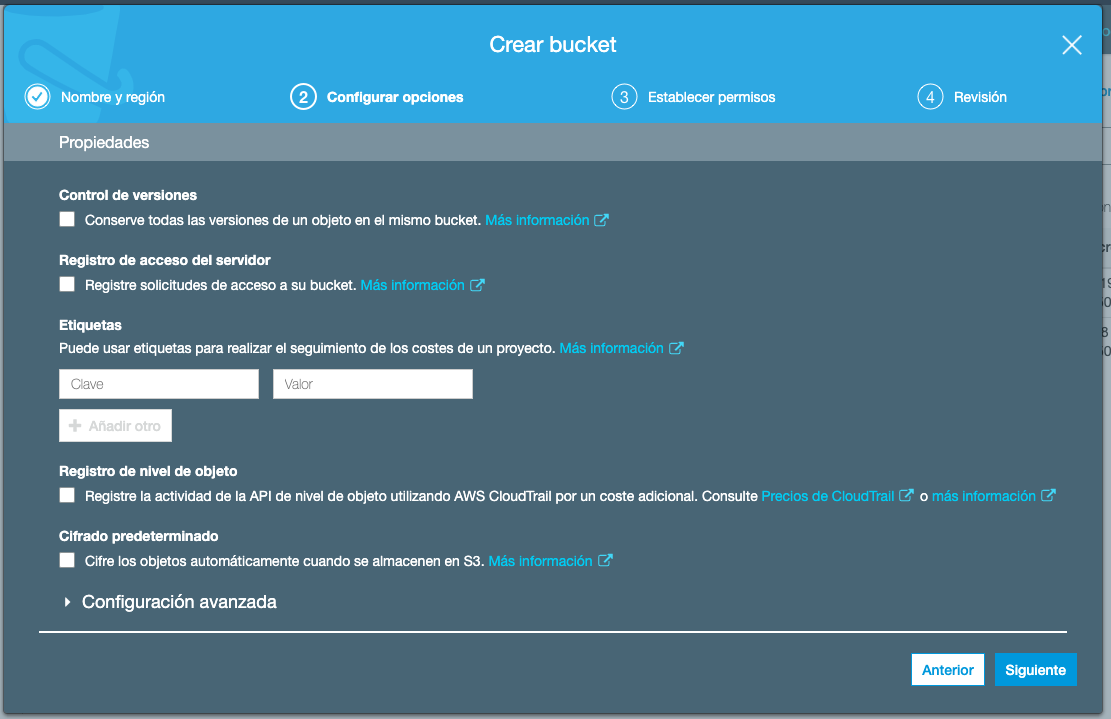 Crear bucket
Nombre y región
2 Configurar opciones
3 Establecer permisos
4 Revisión
Propiedades
Control de versiones
Conserve todas las versiones de un objeto en el mismo bucket. Más información
Registro de acceso del servidor
Registre solicitudes de acceso a su bucket. Más información
Etiquetas
Puede usar etiquetas para realizar el seguimiento de los costes de un proyecto. Más información
Clave
Valor
Añadir otro
Registro de nivel de objeto
Registre la actividad de la API de nivel de objeto utilizando AWS CloudTrail por un coste adicional. Consulte Precios de CloudTrail o más información
Cifrado predeterminado
Cifre los objetos automáticamente cuando se almacenen en S3. Más información
Configuración avanzada
Anterior
Siguiente